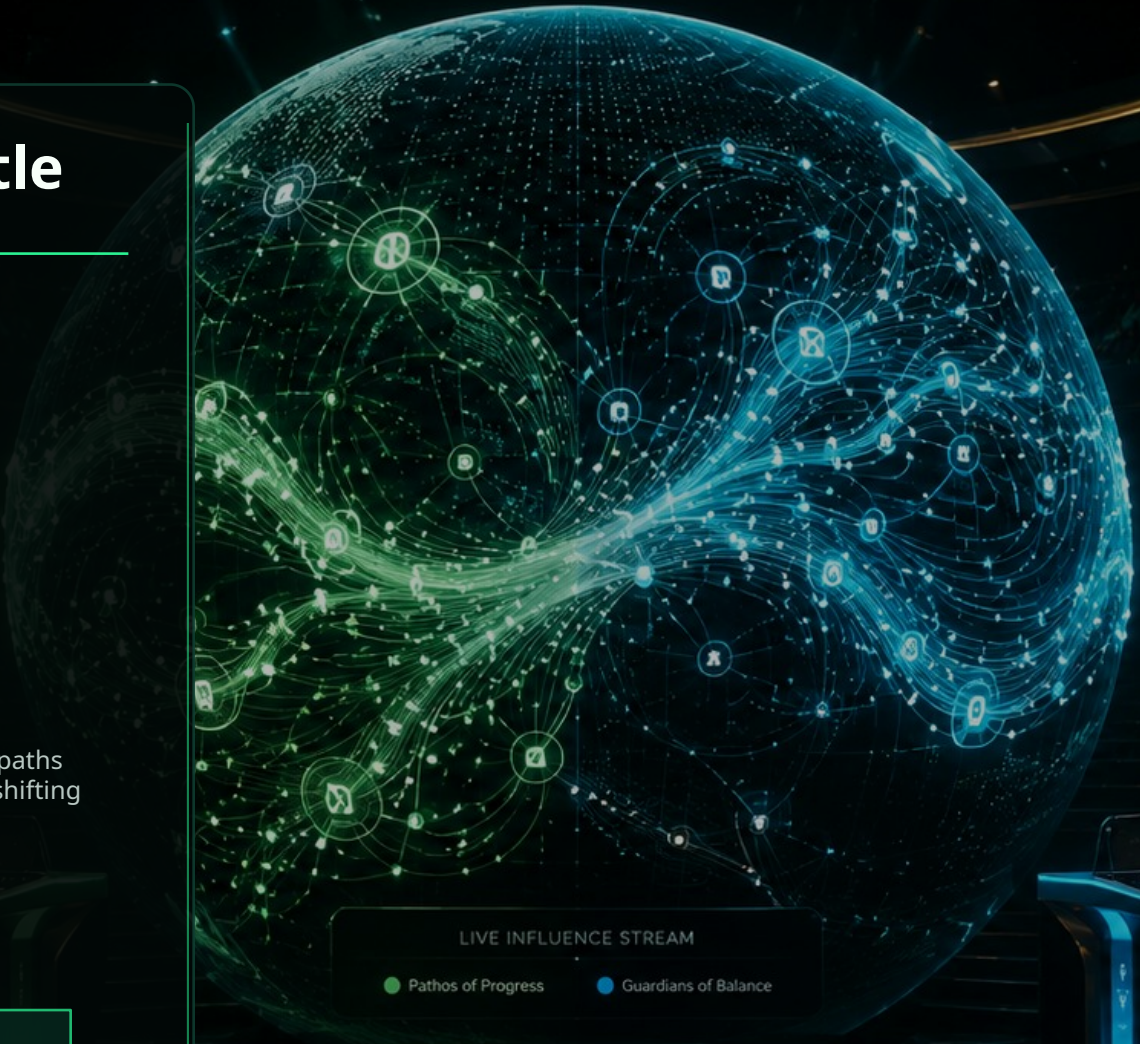 tle
paths
shifting
LIVE INFLUENCE STREAM
Pathos of Progress
Guardians of Balance